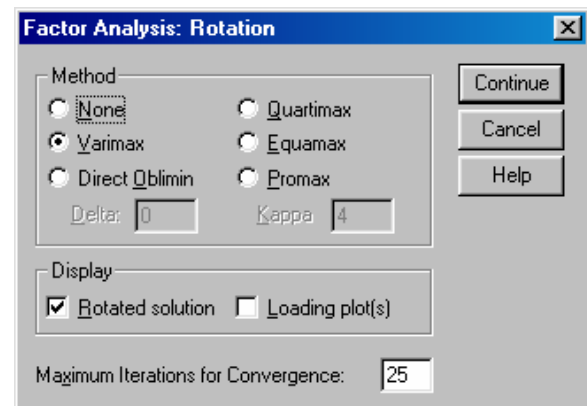 Factor Analysis: Rotation
Method
None
Quartimax
Varimax
Equamax
Direct Oblimin
Promax
Delta: 0
Kappa 4
Display
Rotated solution
Loading plot(s)
Maximum Iterations for Convergence: 25
Continue
Cancel
Help